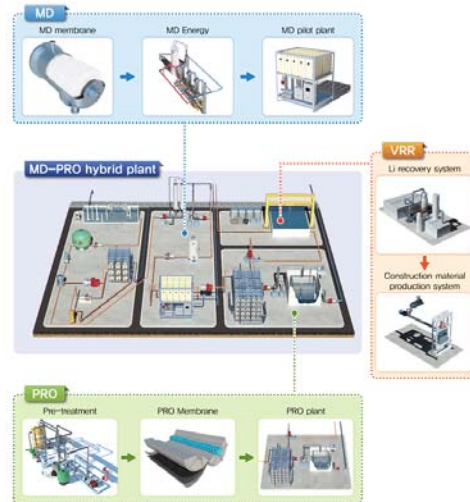 MD
MD membrane
MD Energy
MD pilot plant
MD-PRO hybrid plant
VRR
Li recovery system
Construction material
production system
PRO
Pre-treatment
PRO Membrane
PRO plant